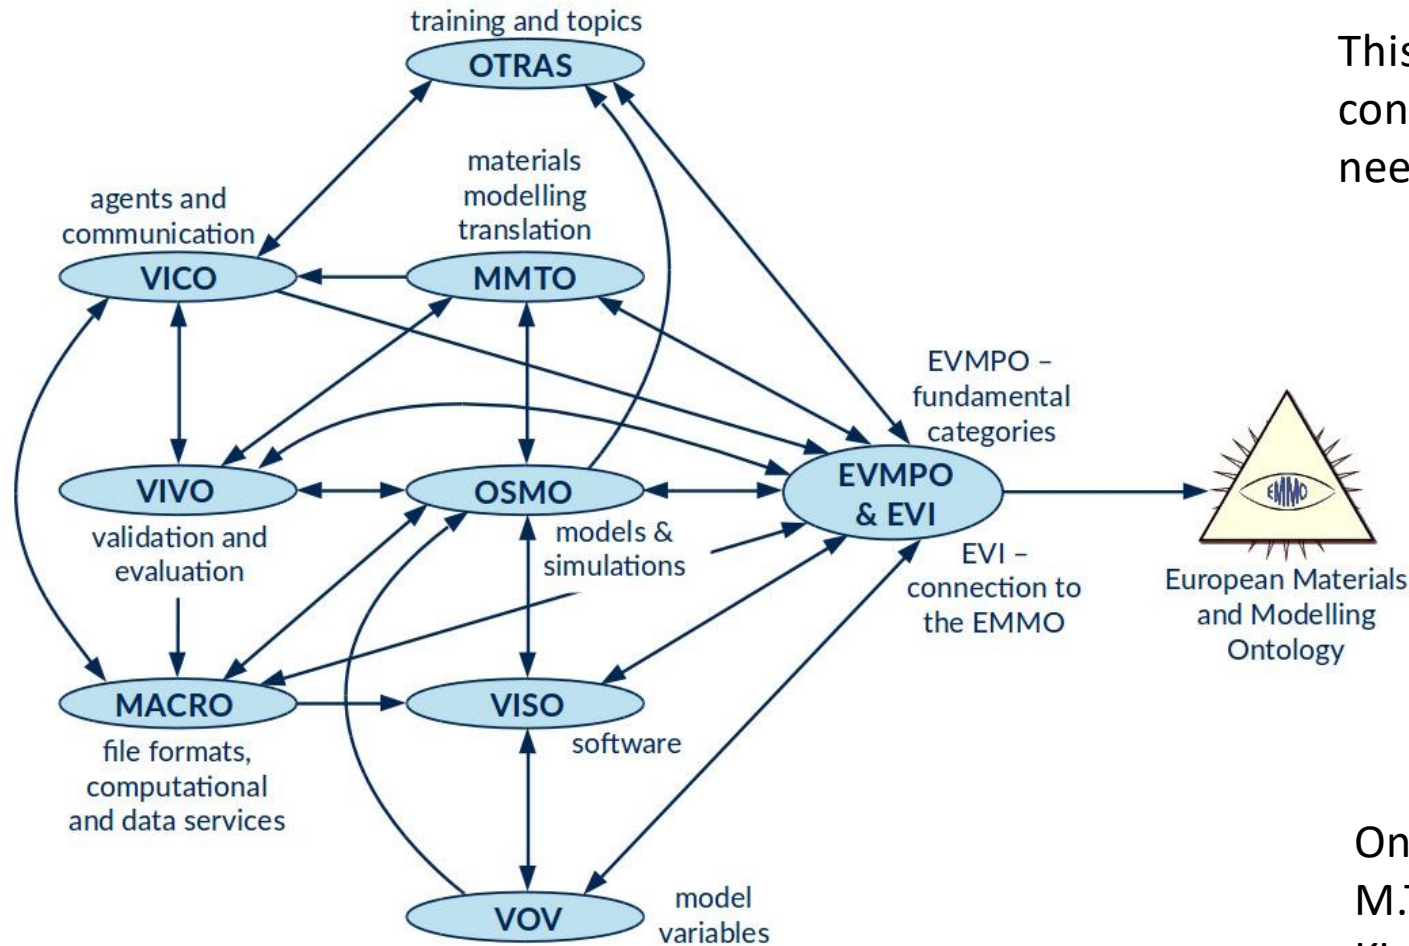 training and topics
OTRAS
This
con
nee
materials
modelling
translation
agents and
communication
VICO
MMTO
EVMPO –
fundamental
categories
EVMPO
& EVI
EMMO
VIVO
OSMO
validation and
evaluation
models &
simulations
EVI –
connection to
the EMMO
European Materials
and Modelling
Ontology
MACRO
VISO
file formats,
computational
and data services
software
VOV
model
variables
On
M.T